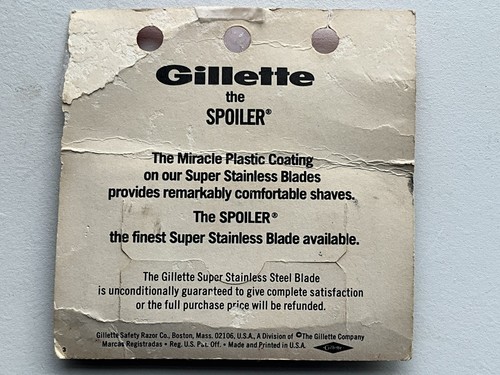 Gillette
the
SPOILER®
The Miracle Plastic Coating
on our Super Stainless Blades
provides remarkably comfortable shaves.
The SPOILER®
the finest Super Stainless Blade available.
The Gillette Super Stainless Steel Blade
is unconditionally guaranteed to give complete satisfaction
or the full purchase price will be refunded.
Gillette Safety Razor Co., Boston, Mass. 02106, U.S.A., A Division of ©The Gillette Company
Marcas Registradas • Reg. U.S. Pat. Off. • Made and Printed in U.S.A.
Gillette
3